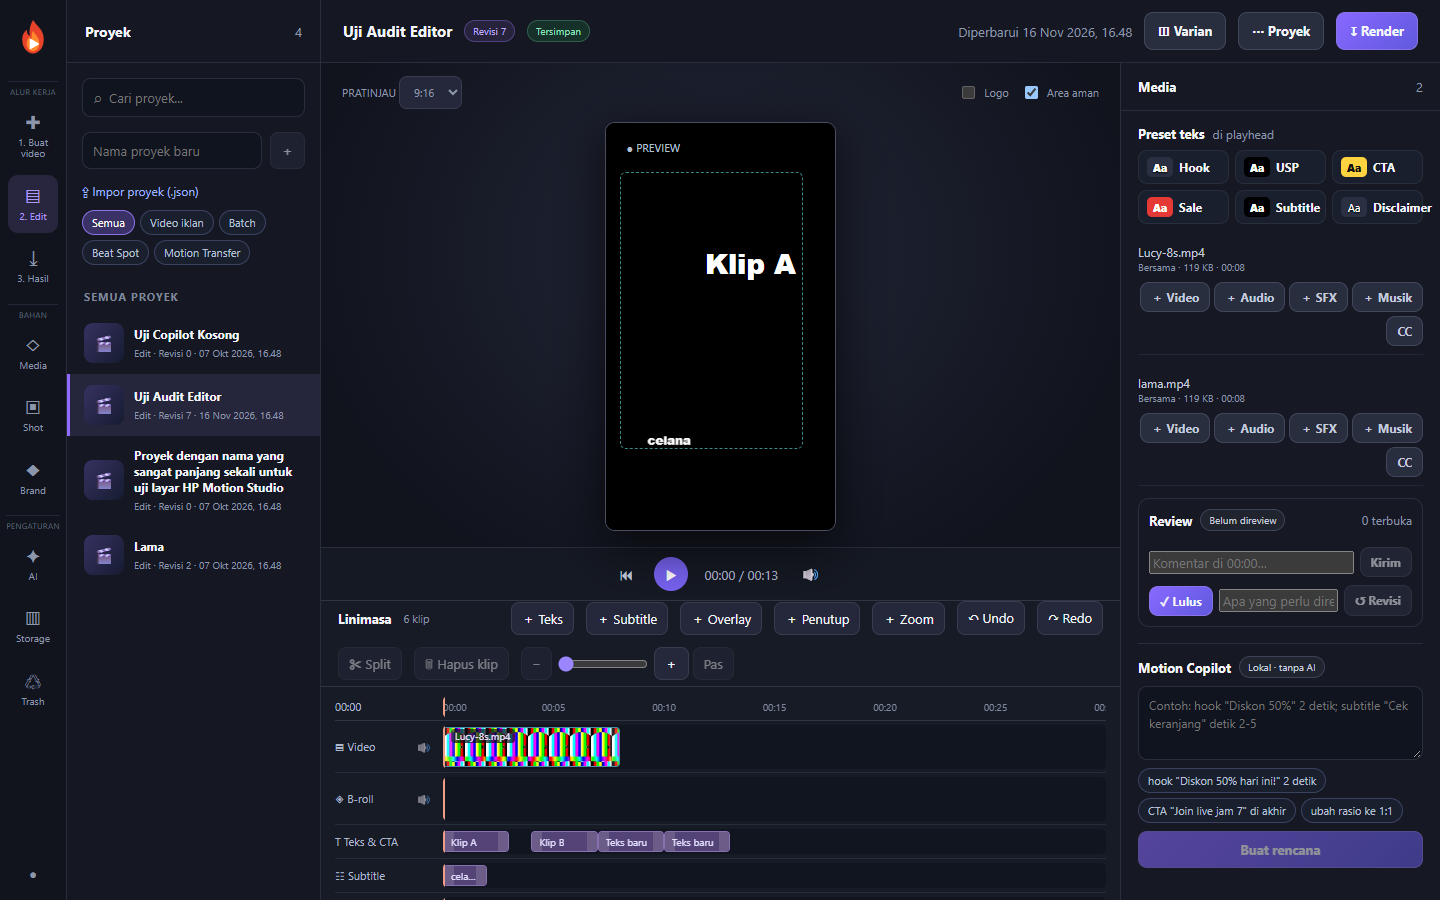 ALUR KERJA
1. Buat video
2. Edit
3. Hasil
BAHAN
Media
Shot
Brand
PENGATURAN
AI
Storage
Trash
Proyek 4
Cari proyek...
Nama proyek baru +
Impor proyek (.json)
Semua Video iklan Batch
Beat Spot Motion Transfer
SEMUA PROYEK
Uji Copilot Kosong
Edit · Revisi 0 · 07 Okt 2026, 16.48
Uji Audit Editor
Edit · Revisi 7 · 16 Nov 2026, 16.48
Proyek dengan nama yang
sangat panjang sekali untuk
uji layar HP Motion Studio
Edit · Revisi 0 · 07 Okt 2026, 16.48
Lama
Edit · Revisi 2 · 07 Okt 2026, 16.48
Uji Audit Editor Revisi 7 Tersimpan Diperbarui 16 Nov 2026, 16.48 Varian ··· Proyek Render
PRATINJAU 9:16 Logo Area aman
● PREVIEW
Klip A
celana
00:00 / 00:13
Linimasa 6 klip + Teks + Subtitle + Overlay + Penutup + Zoom Undo Redo
Split Hapus klip − + Pas
00:00 00:00 00:05 00:10 00:15 00:20 00:25 00:
Video Lucy-8s.mp4
B-roll
T Teks & CTA Klip A Klip B Teks baru Teks baru
Subtitle cela...
Media 2
Preset teks di playhead
Aa Hook Aa USP Aa CTA
Aa Sale Aa Subtitle Aa Disclaimer
Lucy-8s.mp4
Bersama · 119 KB · 00:08
+ Video + Audio + SFX + Musik
CC
lama.mp4
Bersama · 119 KB · 00:08
+ Video + Audio + SFX + Musik
CC
Review Belum direview 0 terbuka
Komentar di 00:00... Kirim
✓ Lulus Apa yang perlu dire Revisi
Motion Copilot Lokal · tanpa AI
Contoh: hook "Diskon 50%" 2 detik; subtitle "Cek
keranjang" detik 2-5
hook "Diskon 50% hari ini!" 2 detik
CTA "Join live jam 7" di akhir ubah rasio ke 1:1
Buat rencana